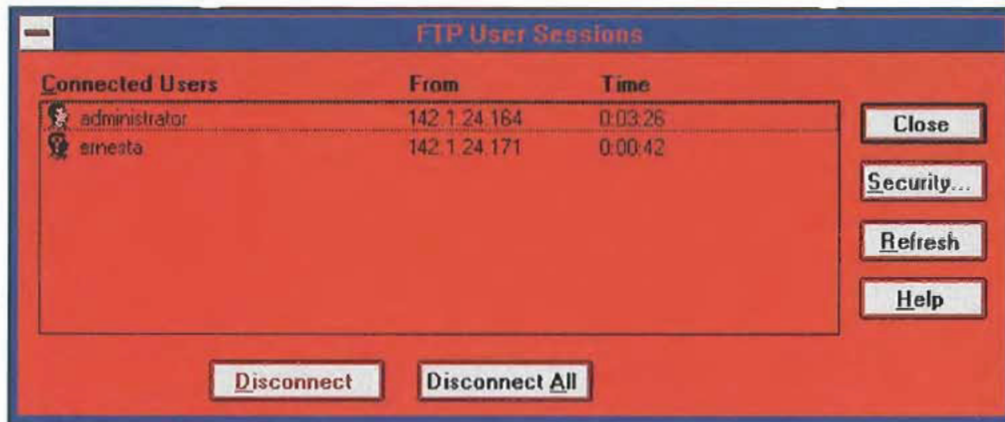 FTP User Sessions
Connected Users From Time
administrator 142.1.24.164 0:03:26
ernesta 142.1.24.171 0:00:42
Close
Security...
Refresh
Help
Disconnect Disconnect All